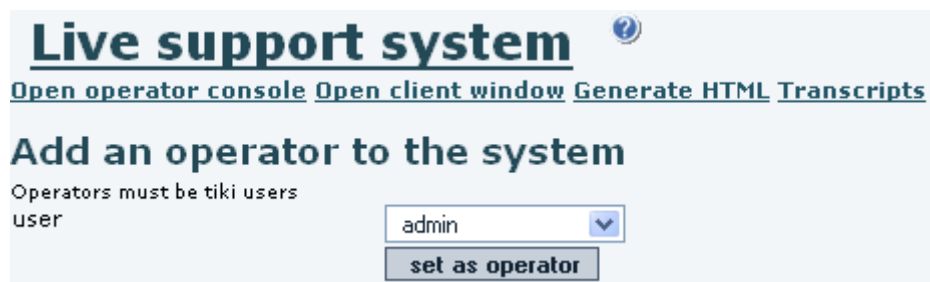 Live support system ?
Open operator console Open client window Generate HTML Transcripts
Add an operator to the system
Operators must be tiki users
user
admin
set as operator